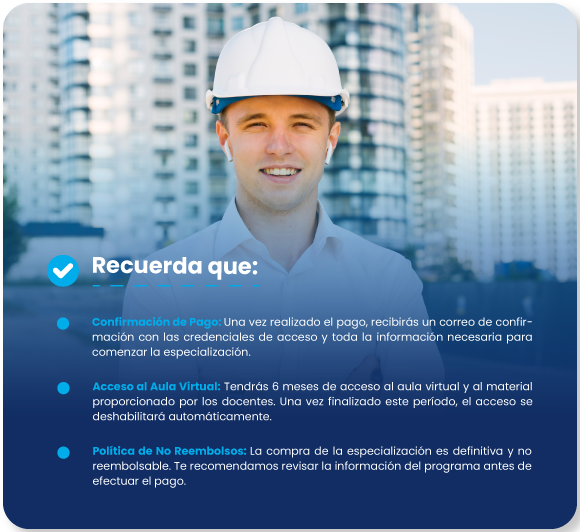 Recuerda que:
Confirmación de Pago: Una vez realizado el pago, recibirás un correo de confir-
mación con las credenciales de acceso y toda la información necesaria para
comenzar la especialización.
Acceso al Aula Virtual: Tendrás 6 meses de acceso al aula virtual y al material
proporcionado por los docentes. Una vez finalizado este período, el acceso se
deshabilitará automáticamente.
Política de No Reembolsos: La compra de la especialización es definitiva y no
reembolsable. Te recomendamos revisar la información del programa antes de
efectuar el pago.